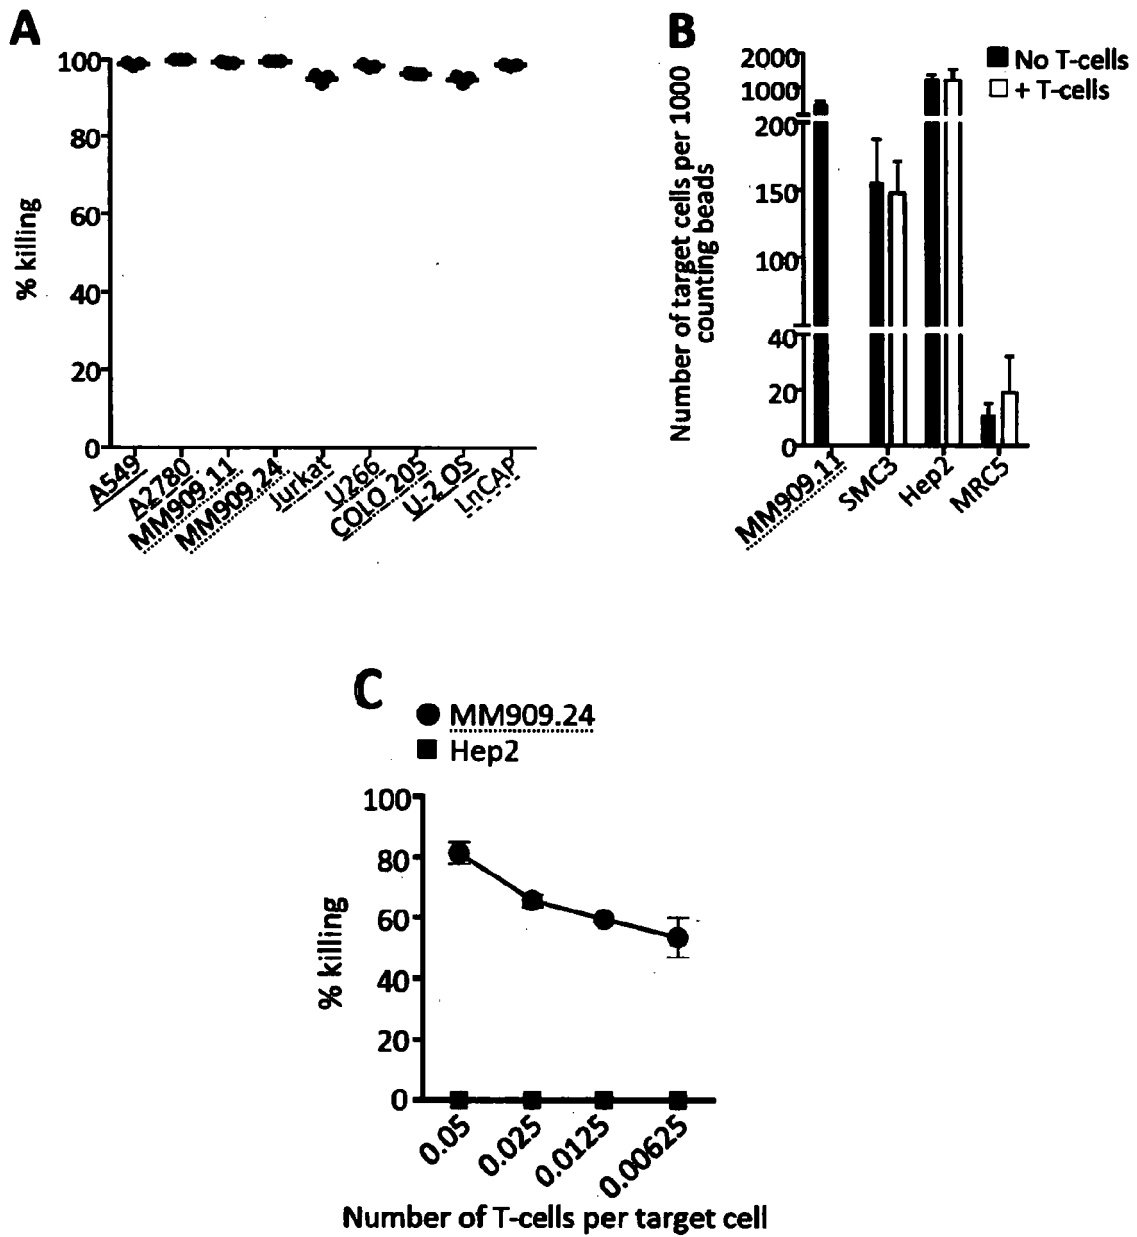 A
% killing
100
80
60
40
20
0
A549
A2780
MM909.11
MM909.24
Jurkat
U266
COLO 205
U-2 OS
LnCAP
B
No T-cells
+ T-cells
Number of target cells per 1000
counting beads
2000
1000
200
150
100
40
20
0
MM909.11
SMC3
Hep2
MRC5
C
MM909.24
Hep2
% killing
100
80
60
40
20
0
0.05
0.025
0.0125
0.00625
Number of T-cells per target cell